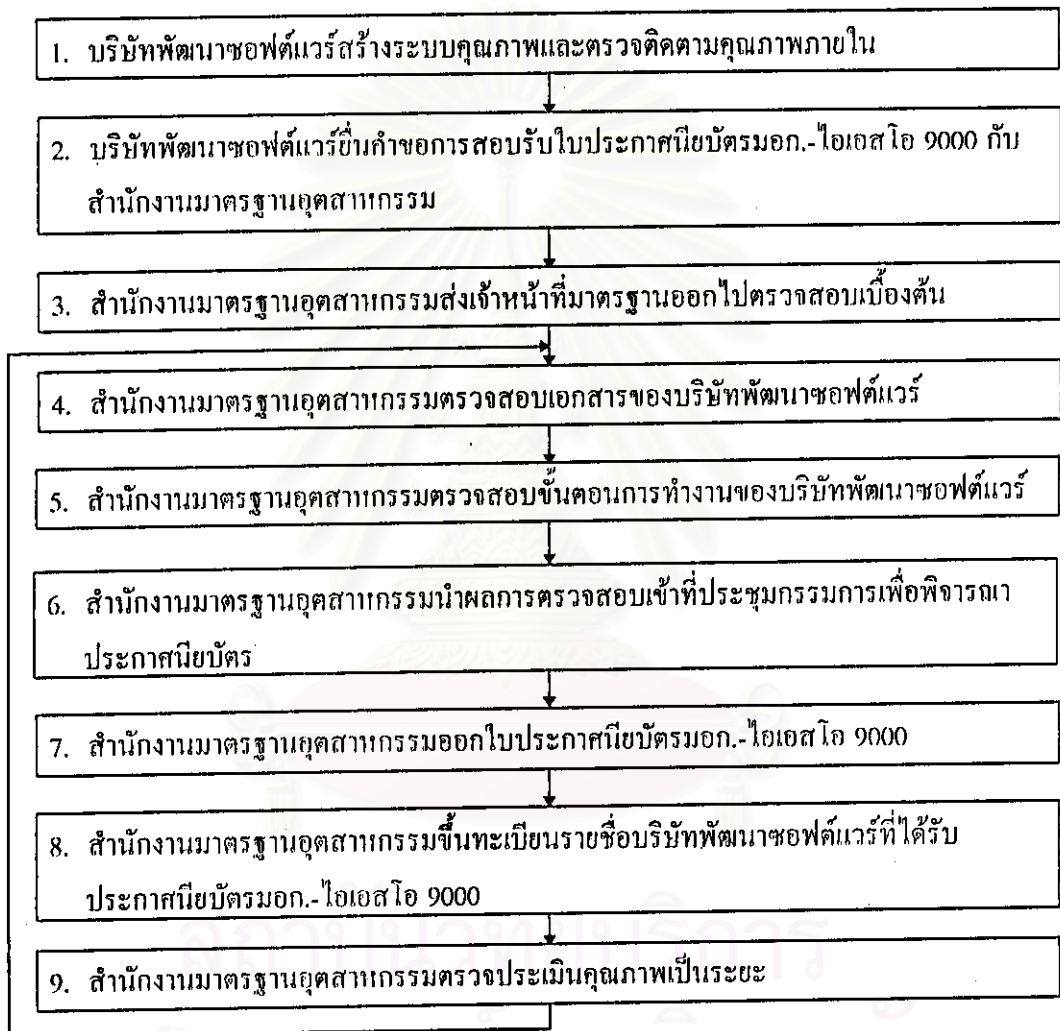 1. บริษัทพัฒนาซอฟต์แวร์สร้างระบบคุณภาพและตรวจติดตามคุณภาพภายใน
2. บริษัทพัฒนาซอฟต์แวร์ยื่นคำขอการสอบรับใบประกาศนียบัตรมอก.-ไอเอสโอ 9000 กับ
สำนักงานมาตรฐานอุตสาหกรรม
3. สำนักงานมาตรฐานอุตสาหกรรมส่งเจ้าหน้าที่มาตรฐานออกไปตรวจสอบเบื้องต้น
4. สำนักงานมาตรฐานอุตสาหกรรมตรวจสอบเอกสารของบริษัทพัฒนาซอฟต์แวร์
5. สำนักงานมาตรฐานอุตสาหกรรมตรวจสอบขั้นตอนการทำงานของบริษัทพัฒนาซอฟต์แวร์
6. สำนักงานมาตรฐานอุตสาหกรรมนำผลการตรวจสอบเข้าที่ประชุมกรรมการเพื่อพิจารณา
ประกาศนียบัตร
7. สำนักงานมาตรฐานอุตสาหกรรมออกใบประกาศนียบัตรมอก.-ไอเอสโอ 9000
8. สำนักงานมาตรฐานอุตสาหกรรมขึ้นทะเบียนรายชื่อบริษัทพัฒนาซอฟต์แวร์ที่ได้รับ
ประกาศนียบัตรมอก.-ไอเอสโอ 9000
สถาบันวิทยบริการ
9. สำนักงานมาตรฐานอุตสาหกรรมตรวจประเมินคุณภาพเป็นระยะ